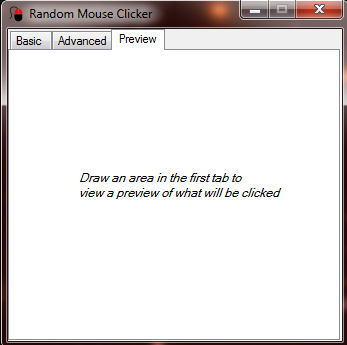 Random Mouse Clicker
Basic Advanced Preview
Draw an area in the first tab to
view a preview of what will be clicked